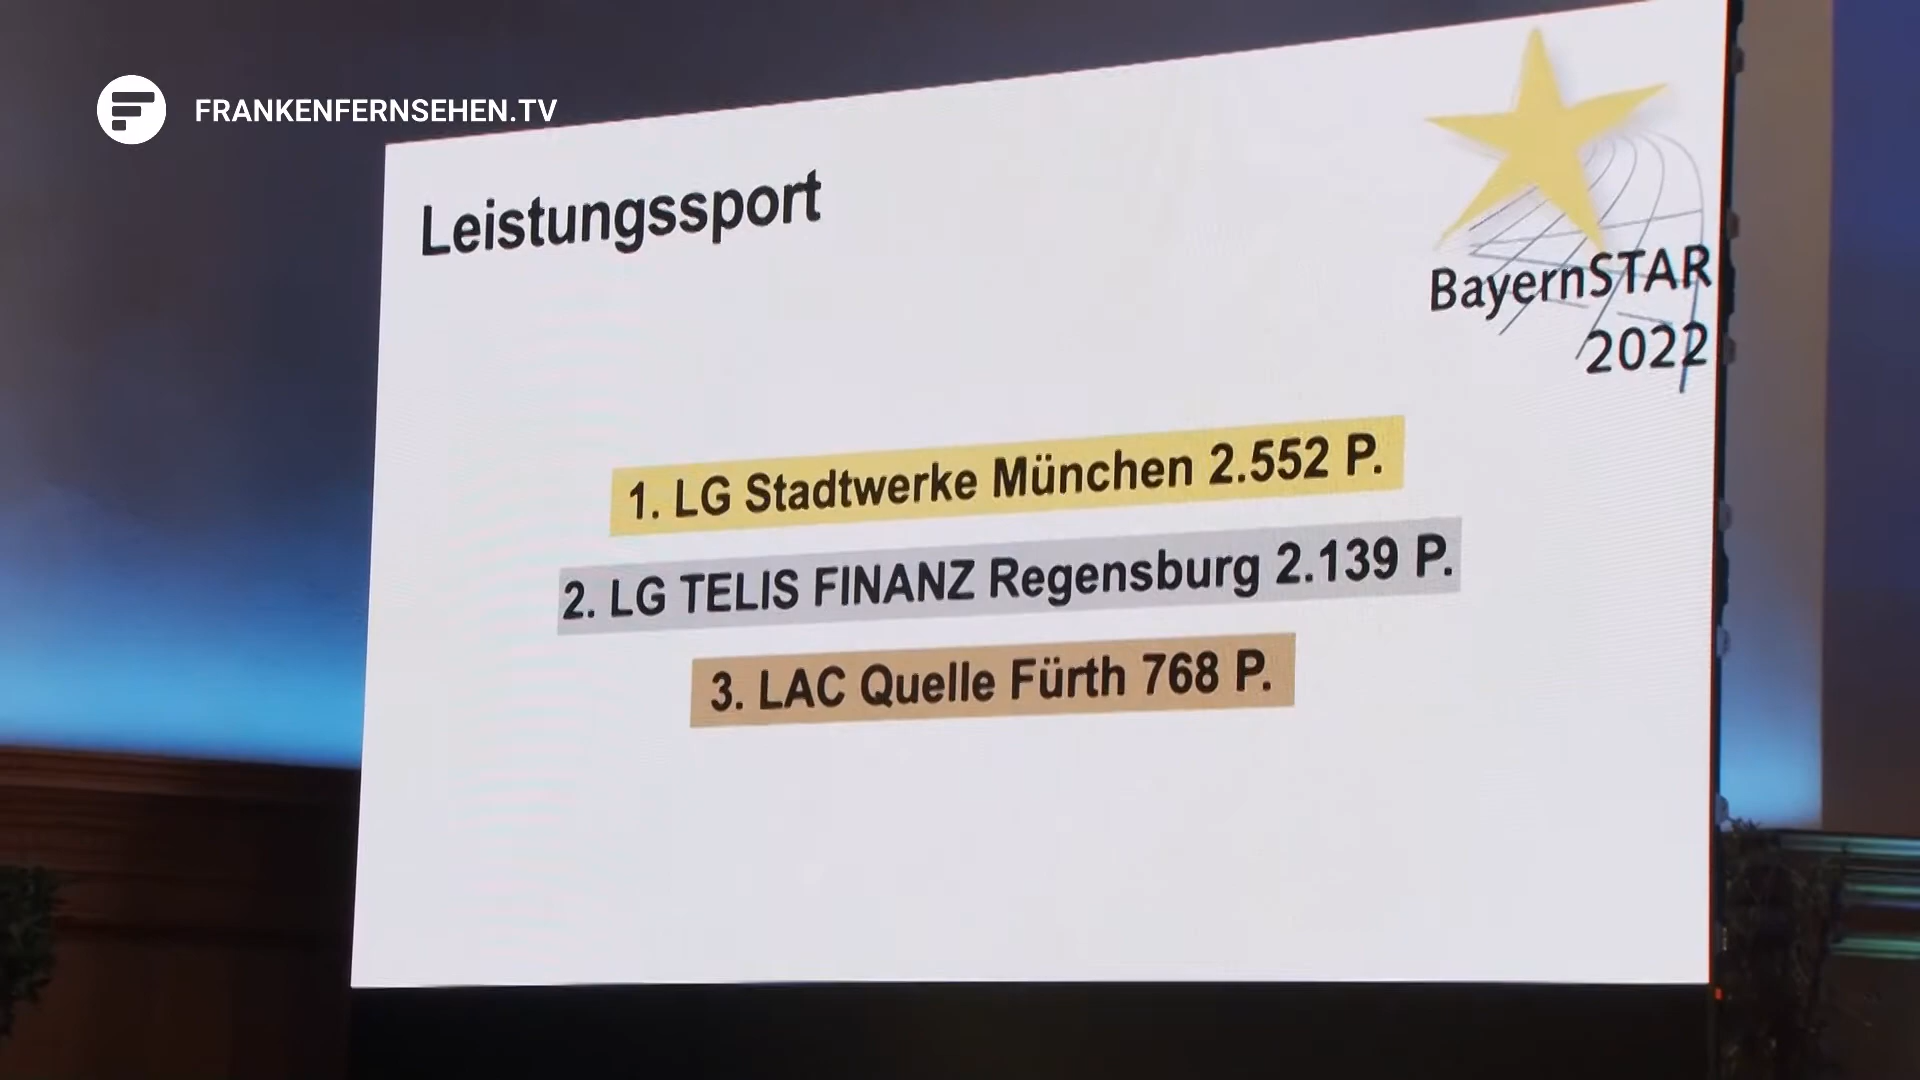 FRANKENFERNSEHEN.TV
Leistungssport
BayernSTAR
2022
1. LG Stadtwerke München 2.552 P.
2. LG TELIS FINANZ Regensburg 2.139 P.
3. LAC Quelle Fürth 768 P.